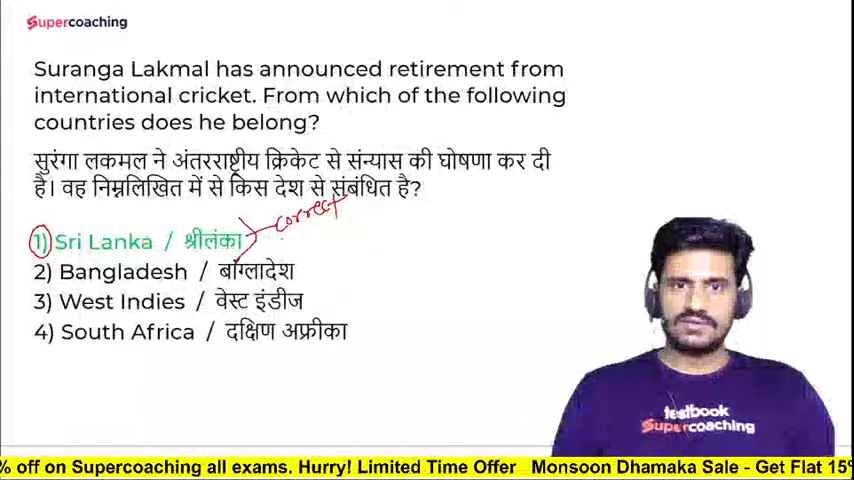 Supercoaching
Suranga Lakmal has announced retirement from
international cricket. From which of the following
countries does he belong?
सुरंगा लकमल ने अंतरराष्ट्रीय क्रिकेट से संन्यास की घोषणा कर दी
है। वह निम्नलिखित में से किस देश से संबंधित है?
correct
1) Sri Lanka / श्रीलंका
2) Bangladesh / बांग्लादेश
3) West Indies / वेस्ट इंडीज
4) South Africa / दक्षिण अफ्रीका
testbook
Supercoaching
% off on Supercoaching all exams. Hurry! Limited Time Offer Monsoon Dhamaka Sale - Get Flat 15%